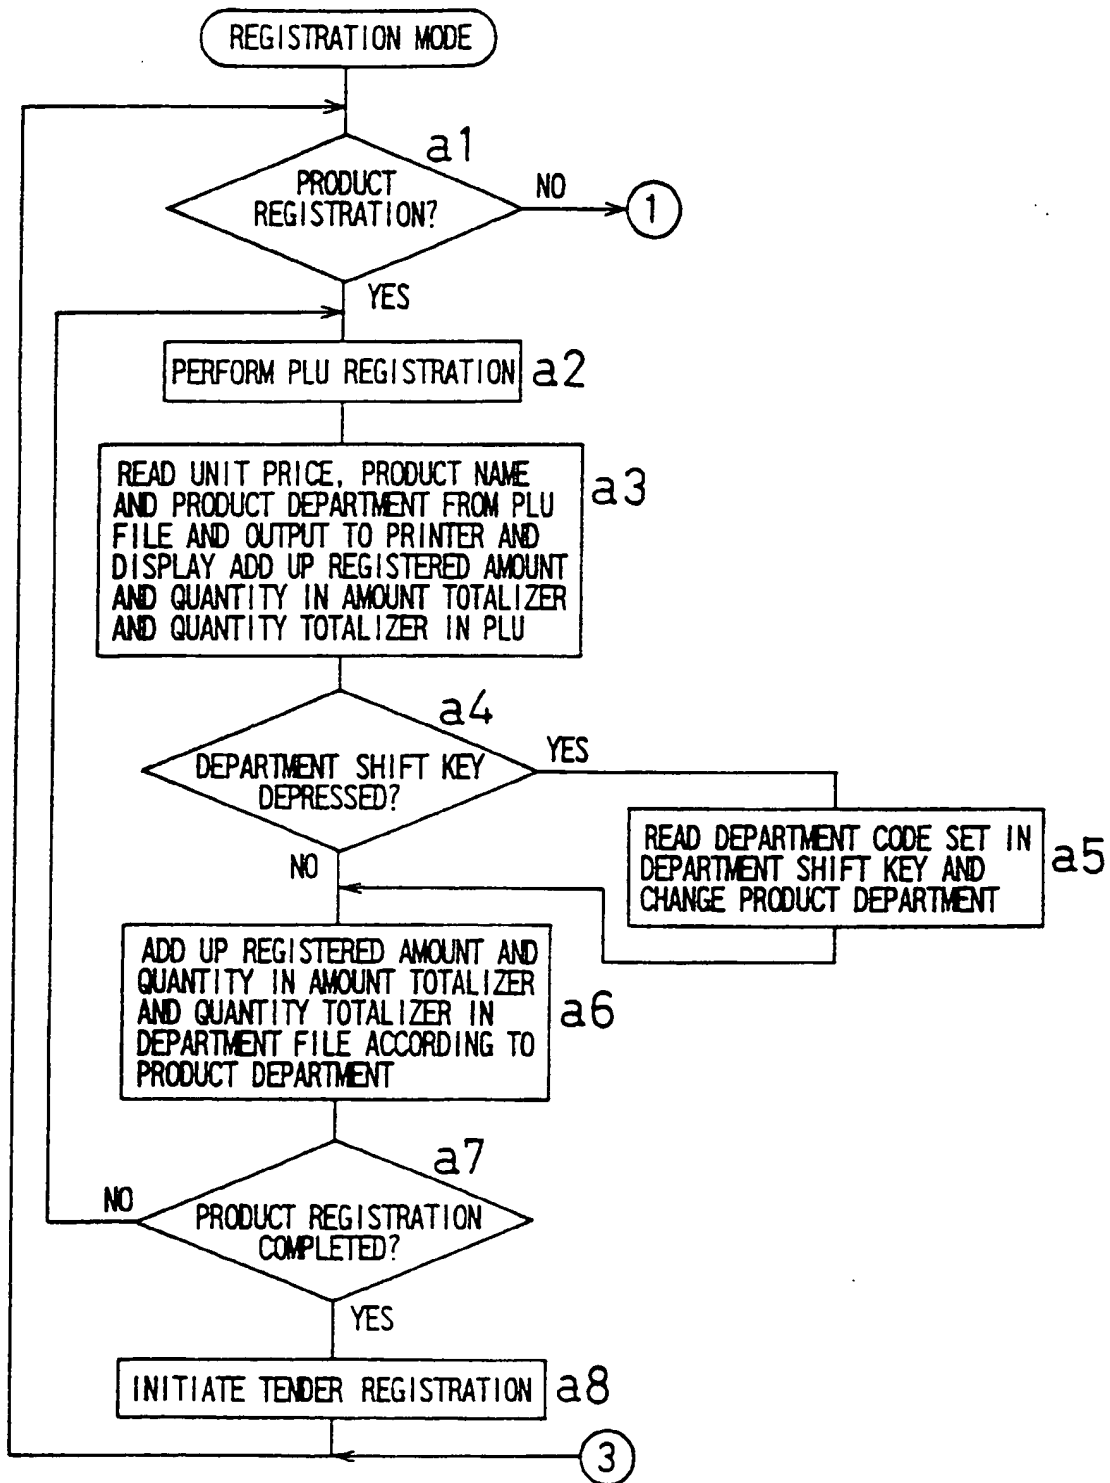 REGISTRATION MODE
a1
PRODUCT
REGISTRATION?
NO
1
YES
PERFORM PLU REGISTRATION
a2
READ UNIT PRICE, PRODUCT NAME
AND PRODUCT DEPARTMENT FROM PLU
FILE AND OUTPUT TO PRINTER AND
DISPLAY ADD UP REGISTERED AMOUNT
AND QUANTITY IN AMOUNT TOTALIZER
AND QUANTITY TOTALIZER IN PLU
a3
a4
DEPARTMENT SHIFT KEY
DEPRESSED?
YES
NO
READ DEPARTMENT CODE SET IN
DEPARTMENT SHIFT KEY AND
CHANGE PRODUCT DEPARTMENT
a5
ADD UP REGISTERED AMOUNT AND
QUANTITY IN AMOUNT TOTALIZER
AND QUANTITY TOTALIZER IN
DEPARTMENT FILE ACCORDING TO
PRODUCT DEPARTMENT
a6
a7
NO
PRODUCT REGISTRATION
COMPLETED?
YES
INITIATE TENDER REGISTRATION
a8
3